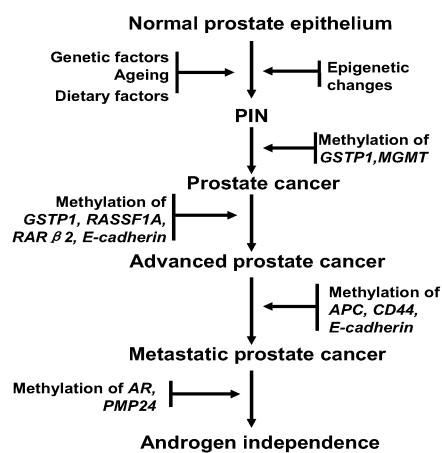 Normal prostate epithelium
Genetic factors
Ageing
Dietary factors
Epigenetic
changes
PIN
Methylation of
GSTP1,MGMT
Prostate cancer
Methylation of
GSTP1, RASSF1A,
RAR β2, E-cadherin
Advanced prostate cancer
Methylation of
APC, CD44,
E-cadherin
Metastatic prostate cancer
Methylation of AR,
PMP24
Androgen independence